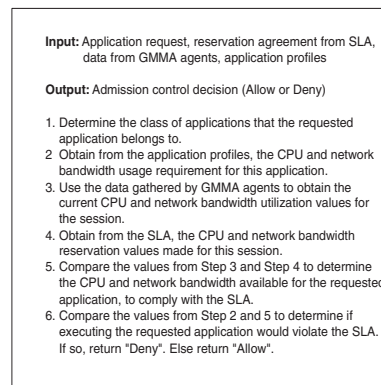 Input: Application request, reservation agreement from SLA,
data from GMMA agents, application profiles
Output: Admission control decision (Allow or Deny)
1. Determine the class of applications that the requested
application belongs to.
2 Obtain from the application profiles, the CPU and network
bandwidth usage requirement for this application.
3. Use the data gathered by GMMA agents to obtain the
current CPU and network bandwidth utilization values for
the session.
4. Obtain from the SLA, the CPU and network bandwidth
reservation values made for this session.
5. Compare the values from Step 3 and Step 4 to determine
the CPU and network bandwidth available for the requested
application, to comply with the SLA.
6. Compare the values from Step 2 and 5 to determine if
executing the requested application would violate the SLA.
If so, return "Deny". Else return "Allow".